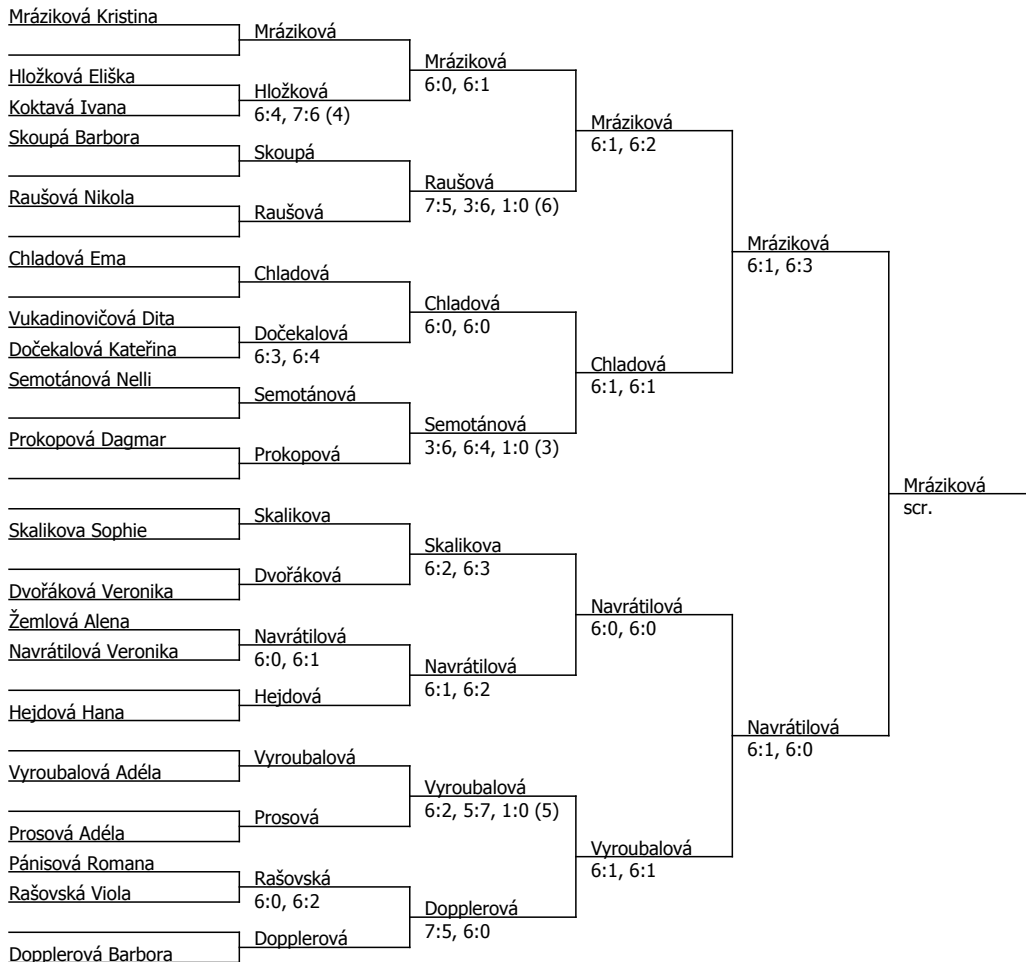 Mráziková Kristina
Mráziková
Mráziková
6:0, 6:1
Hložková Eliška
Hložková
6:4, 7:6 (4)
Koktavá Ivana
Mráziková
6:1, 6:2
Skoupá Barbora
Skoupá
Raušová
7:5, 3:6, 1:0 (6)
Raušová Nikola
Raušová
Mráziková
6:1, 6:3
Chladová Ema
Chladová
Chladová
6:0, 6:0
Vukadinovičová Dita
Dočekalová
6:3, 6:4
Dočekalová Kateřina
Chladová
6:1, 6:1
Semotánová Nelli
Semotánová
Semotánová
3:6, 6:4, 1:0 (3)
Prokopová Dagmar
Prokopová
Mráziková
scr.
Skalikova Sophie
Skalikova
Skalikova
6:2, 6:3
Dvořáková
Dvořáková Veronika
Navrátilová
6:0, 6:0
Žemlová Alena
Navrátilová
6:0, 6:1
Navrátilová Veronika
Navrátilová
6:1, 6:2
Hejdová
Hejdová Hana
Navrátilová
6:1, 6:0
Vyroubalová
Vyroubalová Adéla
Vyroubalová
6:2, 5:7, 1:0 (5)
Prosová
Prosová Adéla
Vyroubalová
6:1, 6:1
Pánisová Romana
Rašovská
6:0, 6:2
Rašovská Viola
Dopplerová
7:5, 6:0
Dopplerová
Dopplerová Barbora